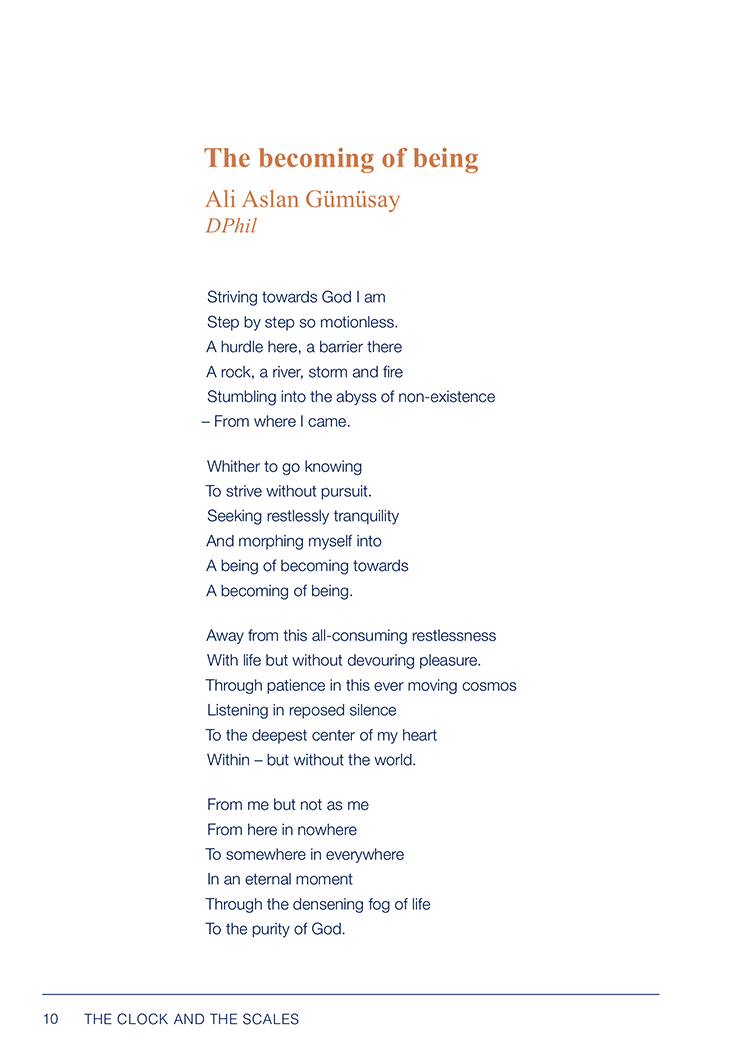 The becoming of being
Ali Aslan Gümüsay
DPhil
Striving towards God I am
Step by step so motionless.
A hurdle here, a barrier there
A rock, a river, storm and fire
Stumbling into the abyss of non-existence
– From where I came.
Whither to go knowing
To strive without pursuit.
Seeking restlessly tranquility
And morphing myself into
A being of becoming towards
A becoming of being.
Away from this all-consuming restlessness
With life but without devouring pleasure.
Through patience in this ever moving cosmos
Listening in reposed silence
To the deepest center of my heart
Within – but without the world.
From me but not as me
From here in nowhere
To somewhere in everywhere
In an eternal moment
Through the densening fog of life
To the purity of God.
10 THE CLOCK AND THE SCALES